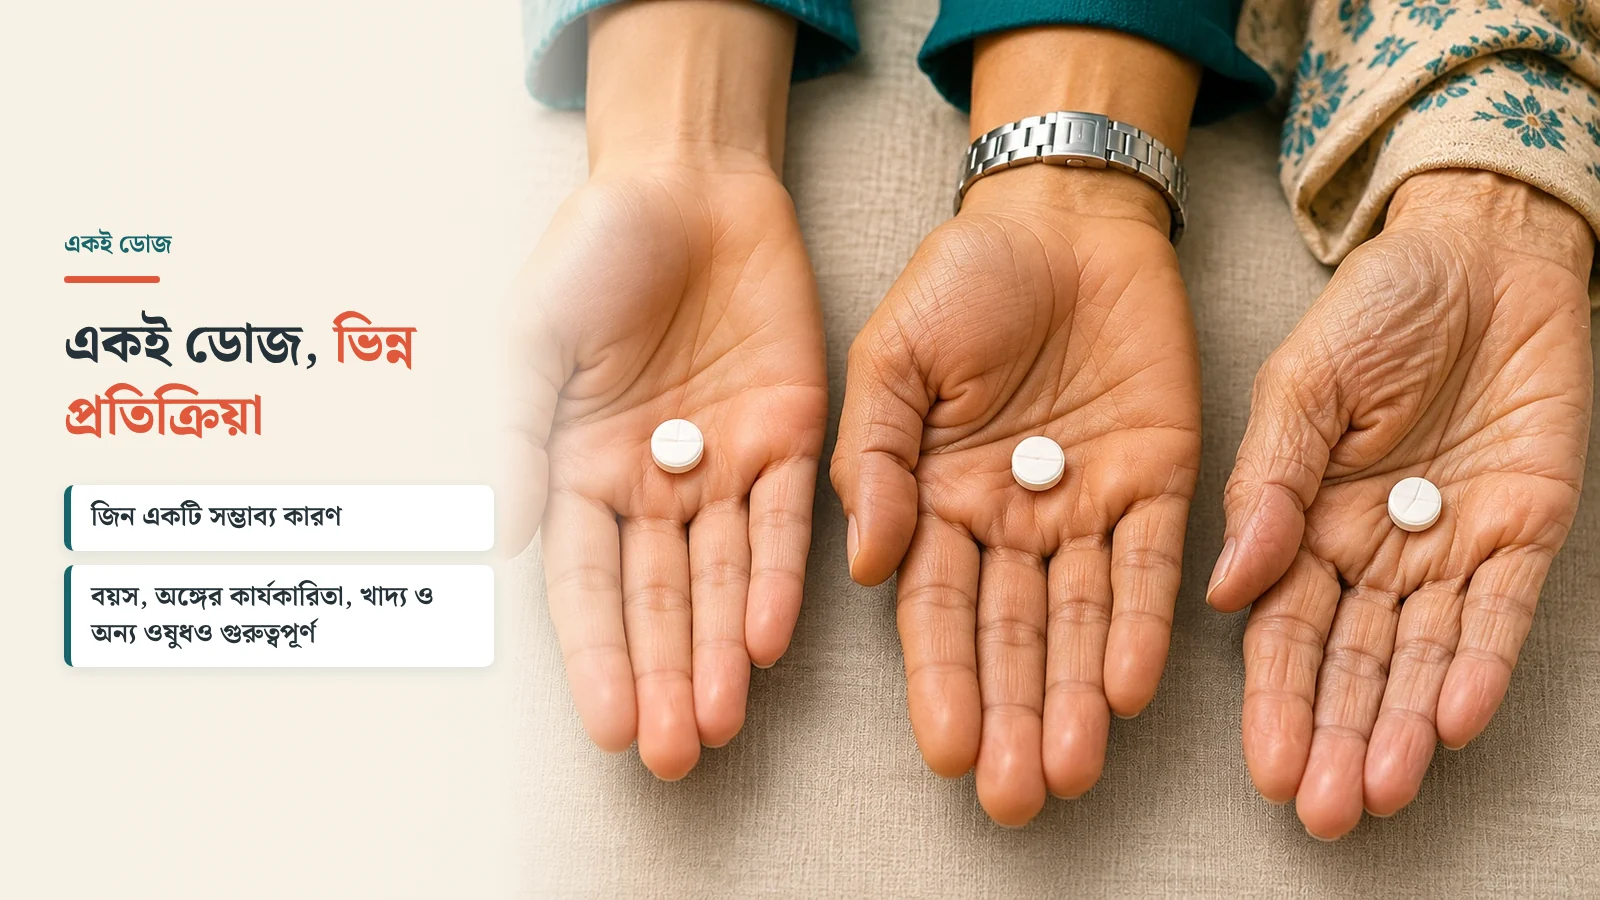 একই ডোজ
একই ডোজ, ভিন্ন
প্রতিক্রিয়া
জিন একটি সম্ভাব্য কারণ
বয়স, অঙ্গের কার্যকারিতা, খাদ্য ও
অন্য ওষুধও গুরুত্বপূর্ণ